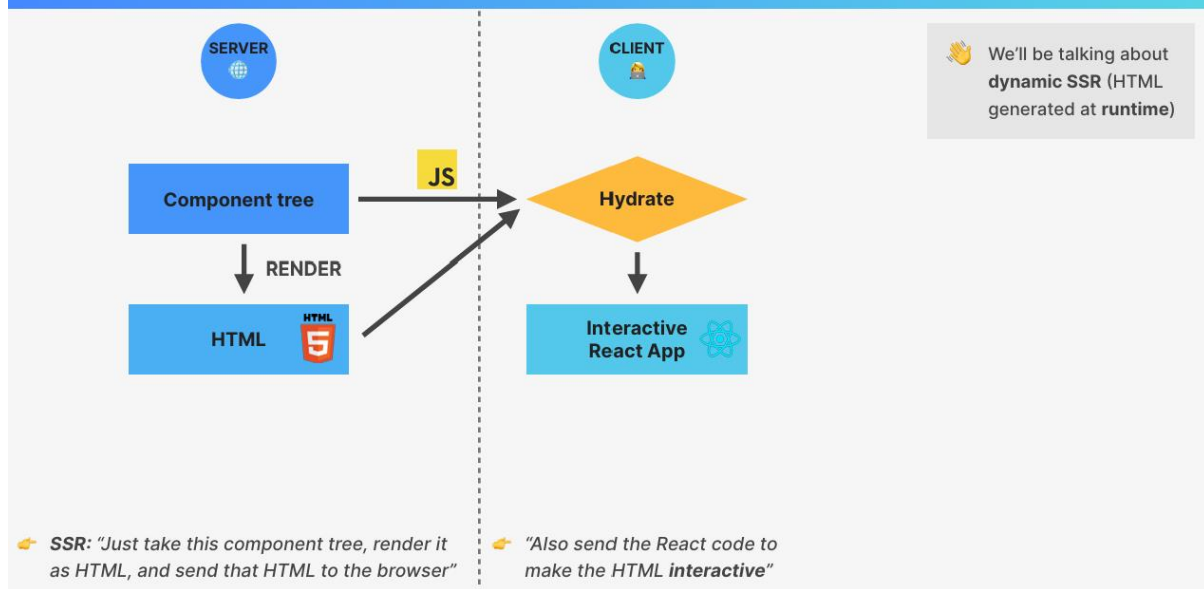 SERVER
CLIENT
We’ll be talking about
dynamic SSR (HTML
generated at runtime)
JS
Component tree
Hydrate
RENDER
HTML
HTML
5
Interactive
React App
SSR: “Just take this component tree, render it
as HTML, and send that HTML to the browser”
“Also send the React code to
make the HTML interactive”